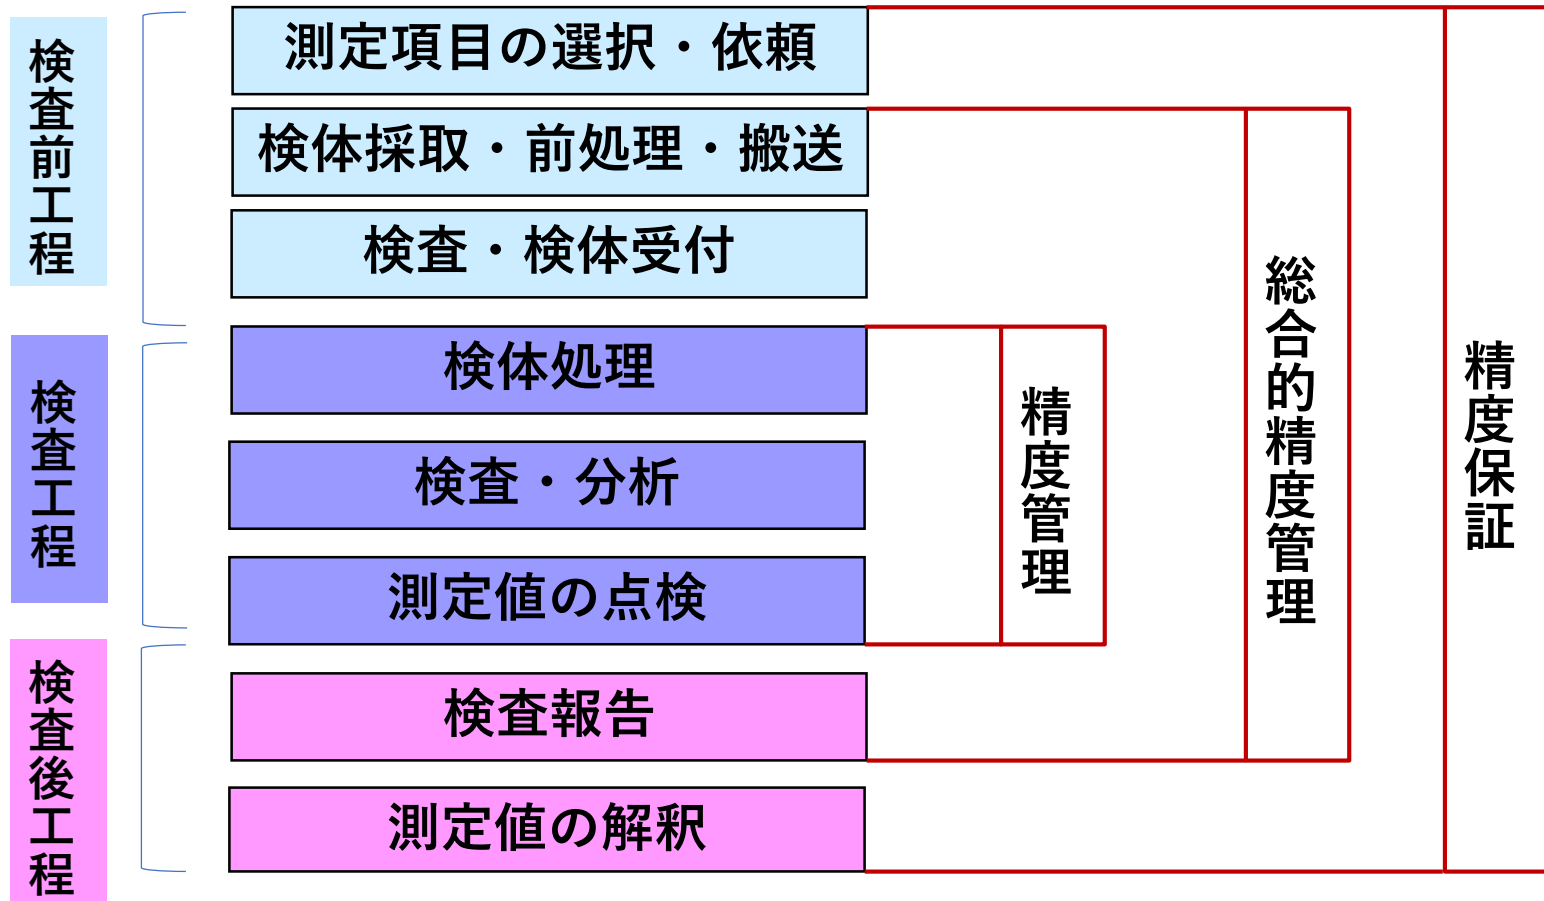 検査前工程
測定項目の選択・依頼
検体採取・前処理・搬送
検査・検体受付
検査工程
検体処理
検査・分析
測定値の点検
検査後工程
検査報告
測定値の解釈
精度管理
総合的精度管理
精度保証